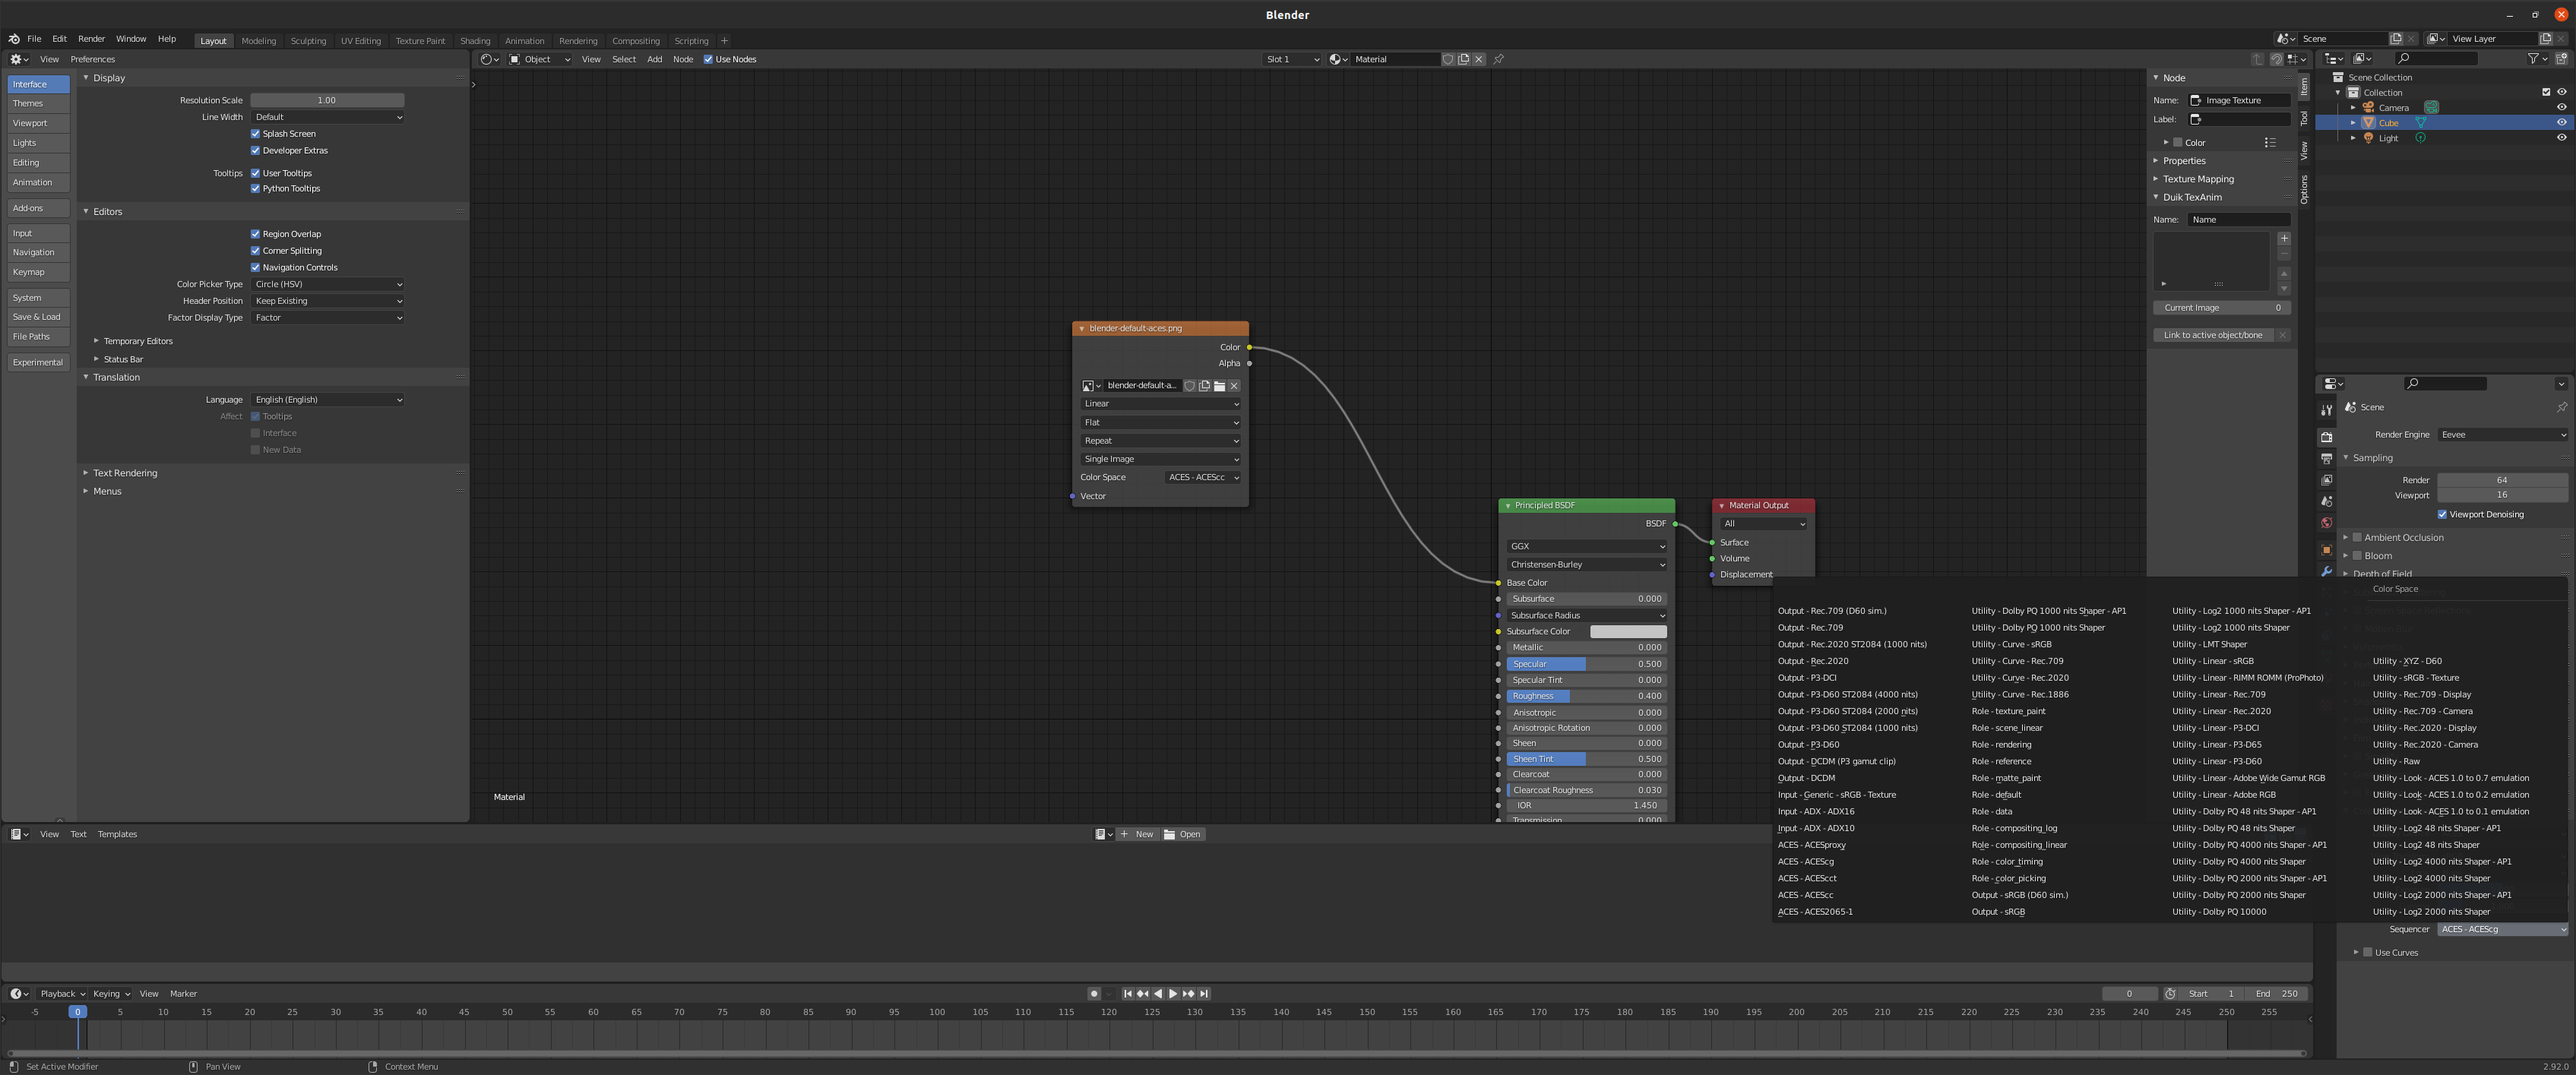 Blender
File Edit Render Window Help
Layout Modeling Sculpting UV Editing Texture Paint Shading Animation Rendering Compositing Scripting +
Scene
View Layer
View Preferences
Interface
Themes
Viewport
Lights
Editing
Animation
Add-ons
Input
Navigation
Keymap
System
Save & Load
File Paths
Experimental
Display
Resolution Scale 1.00
Line Width Default
Splash Screen
Developer Extras
Tooltips User Tooltips
Python Tooltips
Editors
Region Overlap
Corner Splitting
Navigation Controls
Color Picker Type Circle (HSV)
Header Position Keep Existing
Factor Display Type Factor
Temporary Editors
Status Bar
Translation
Language English (English)
Affect Tooltips
Interface
New Data
Text Rendering
Menus
Object View Select Add Node Use Nodes
Slot 1
Material
blender-default-aces.png
Color
Alpha
blender-default-a...
Linear
Flat
Repeat
Single Image
Color Space ACES - ACEScc
Vector
Principled BSDF
BSDF
GGX
Christensen-Burley
Base Color
Subsurface 0.000
Subsurface Radius
Subsurface Color
Metallic 0.000
Specular 0.500
Specular Tint 0.000
Roughness 0.400
Anisotropic 0.000
Anisotropic Rotation 0.000
Sheen 0.000
Sheen Tint 0.500
Clearcoat 0.000
Clearcoat Roughness 0.030
IOR 1.450
Transmission 0.000
Material Output
All
Surface
Volume
Displacement
Material
Node
Name: Image Texture
Label:
Color
Properties
Texture Mapping
Duik TexAnim
Name: Name
Current Image 0
Link to active object/bone
Item
Tool
View
Options
Scene Collection
Collection
Camera
Cube
Light
Scene
Render Engine Eevee
Sampling
Render 64
Viewport 16
Viewport Denoising
Ambient Occlusion
Bloom
Depth of Field
Color Space
Output - Rec.709 (D60 sim.)
Output - Rec.709
Output - Rec.2020 ST2084 (1000 nits)
Output - Rec.2020
Output - P3-DCI
Output - P3-D60 ST2084 (4000 nits)
Output - P3-D60 ST2084 (2000 nits)
Output - P3-D60 ST2084 (1000 nits)
Output - P3-D60
Output - DCDM (P3 gamut clip)
Output - DCDM
Input - Generic - sRGB - Texture
Input - ADX - ADX16
Input - ADX - ADX10
ACES - ACESproxy
ACES - ACEScg
ACES - ACEScct
ACES - ACEScc
ACES - ACES2065-1
Utility - Dolby PQ 1000 nits Shaper - AP1
Utility - Dolby PQ 1000 nits Shaper
Utility - Curve - sRGB
Utility - Curve - Rec.709
Utility - Curve - Rec.2020
Utility - Curve - Rec.1886
Role - texture_paint
Role - scene_linear
Role - rendering
Role - reference
Role - matte_paint
Role - default
Role - data
Role - compositing_log
Role - compositing_linear
Role - color_timing
Role - color_picking
Output - sRGB (D60 sim.)
Output - sRGB
Utility - Log2 1000 nits Shaper - AP1
Utility - Log2 1000 nits Shaper
Utility - LMT Shaper
Utility - Linear - sRGB
Utility - Linear - RIMM ROMM (ProPhoto)
Utility - Linear - Rec.709
Utility - Linear - Rec.2020
Utility - Linear - P3-DCI
Utility - Linear - P3-D65
Utility - Linear - P3-D60
Utility - Linear - Adobe Wide Gamut RGB
Utility - Linear - Adobe RGB
Utility - Dolby PQ 48 nits Shaper - AP1
Utility - Dolby PQ 48 nits Shaper
Utility - Dolby PQ 4000 nits Shaper - AP1
Utility - Dolby PQ 4000 nits Shaper
Utility - Dolby PQ 2000 nits Shaper - AP1
Utility - Dolby PQ 2000 nits Shaper
Utility - Dolby PQ 10000
Utility - XYZ - D60
Utility - sRGB - Texture
Utility - Rec.709 - Display
Utility - Rec.709 - Camera
Utility - Rec.2020 - Display
Utility - Rec.2020 - Camera
Utility - Raw
Utility - Look - ACES 1.0 to 0.7 emulation
Utility - Look - ACES 1.0 to 0.2 emulation
Utility - Look - ACES 1.0 to 0.1 emulation
Utility - Log2 48 nits Shaper - AP1
Utility - Log2 48 nits Shaper
Utility - Log2 4000 nits Shaper - AP1
Utility - Log2 4000 nits Shaper
Utility - Log2 2000 nits Shaper - AP1
Utility - Log2 2000 nits Shaper
Sequencer ACES - ACEScg
Use Curves
View Text Templates
+ New Open
Playback Keying View Marker
0 Start 1 End 250
-5 0 5 10 15 20 25 30 35 40 45 50 55 60 65 70 75 80 85 90 95 100 105 110 115 120 125 130 135 140 145 150 155 160 165 170 175 180 185 190 195 200 205 210 215 220 225 230 235 240 245 250 255
Set Active Modifier Pan View Context Menu 2.92.0